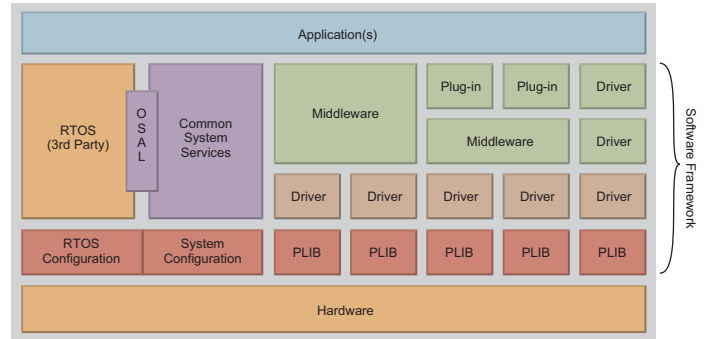 Application(s)
RTOS
(3rd Party)
O
S
A
L
Common
System
Services
Middleware
Plug-in
Plug-in
Driver
Middleware
Driver
Driver
Driver
Driver
Driver
Driver
RTOS
Configuration
System
Configuration
PLIB
PLIB
PLIB
PLIB
PLIB
Hardware
Software Framework